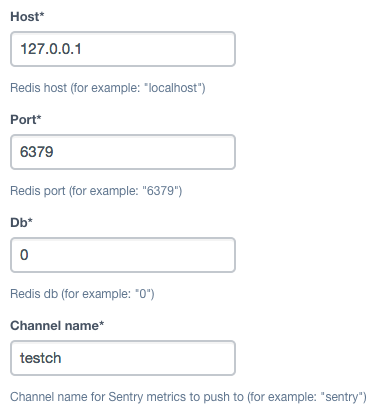 Host*
127.0.0.1
Redis host (for example: "localhost")
Port*
6379
Redis port (for example: "6379")
Db*
0
Redis db (for example: "0")
Channel name*
testch
Channel name for Sentry metrics to push to (for example: "sentry")